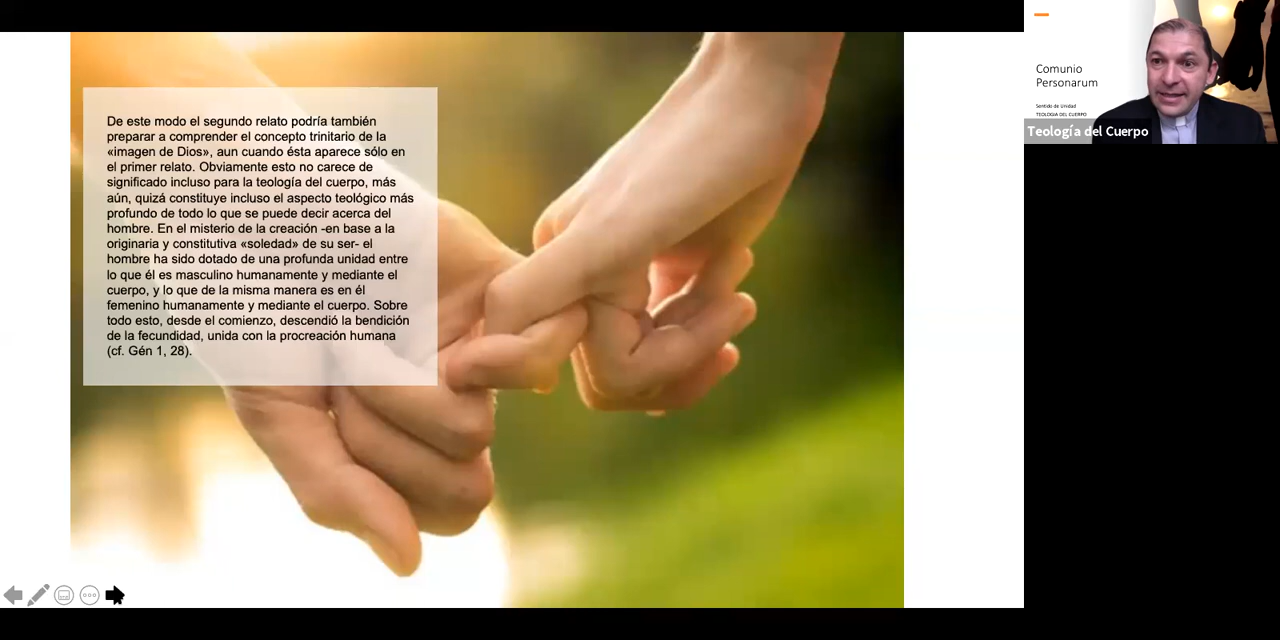 De este modo el segundo relato podría también
preparar a comprender el concepto trinitario de la
«imagen de Dios», aun cuando ésta aparece sólo en
el primer relato. Obviamente esto no carece de
significado incluso para la teología del cuerpo, más
aún, quizá constituye incluso el aspecto teológico más
profundo de todo lo que se puede decir acerca del
hombre. En el misterio de la creación -en base a la
originaria y constitutiva «soledad» de su ser- el
hombre ha sido dotado de una profunda unidad entre
lo que él es masculino humanamente y mediante el
cuerpo, y lo que de la misma manera es en él
femenino humanamente y mediante el cuerpo. Sobre
todo esto, desde el comienzo, descendió la bendición
de la fecundidad, unida con la procreación humana
(cf. Gén 1, 28).
Comunio
Personarum
Sentido de Unidad
TEOLOGIA DEL CUERPO
Teología del Cuerpo